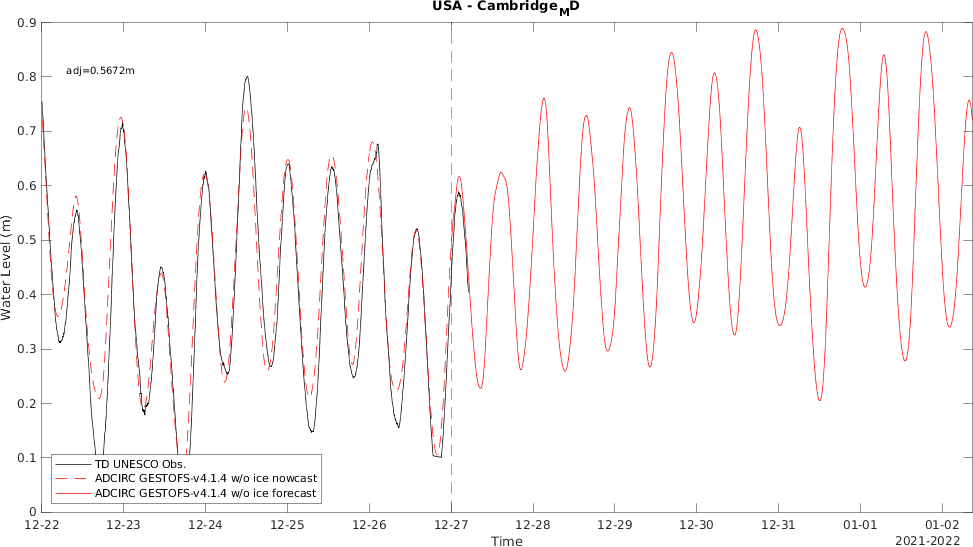 USA - Cambridge_MD
0.9
0.8
0.7
0.6
0.5
0.4
0.3
0.2
0.1
0
Water Level (m)
adj=0.5672m
TD UNESCO Obs.
ADCIRC GESTOFS-v4.1.4 w/o ice nowcast
ADCIRC GESTOFS-v4.1.4 w/o ice forecast
12-22 12-23 12-24 12-25 12-26 12-27 12-28 12-29 12-30 12-31 01-01 01-02
Time
2021-2022